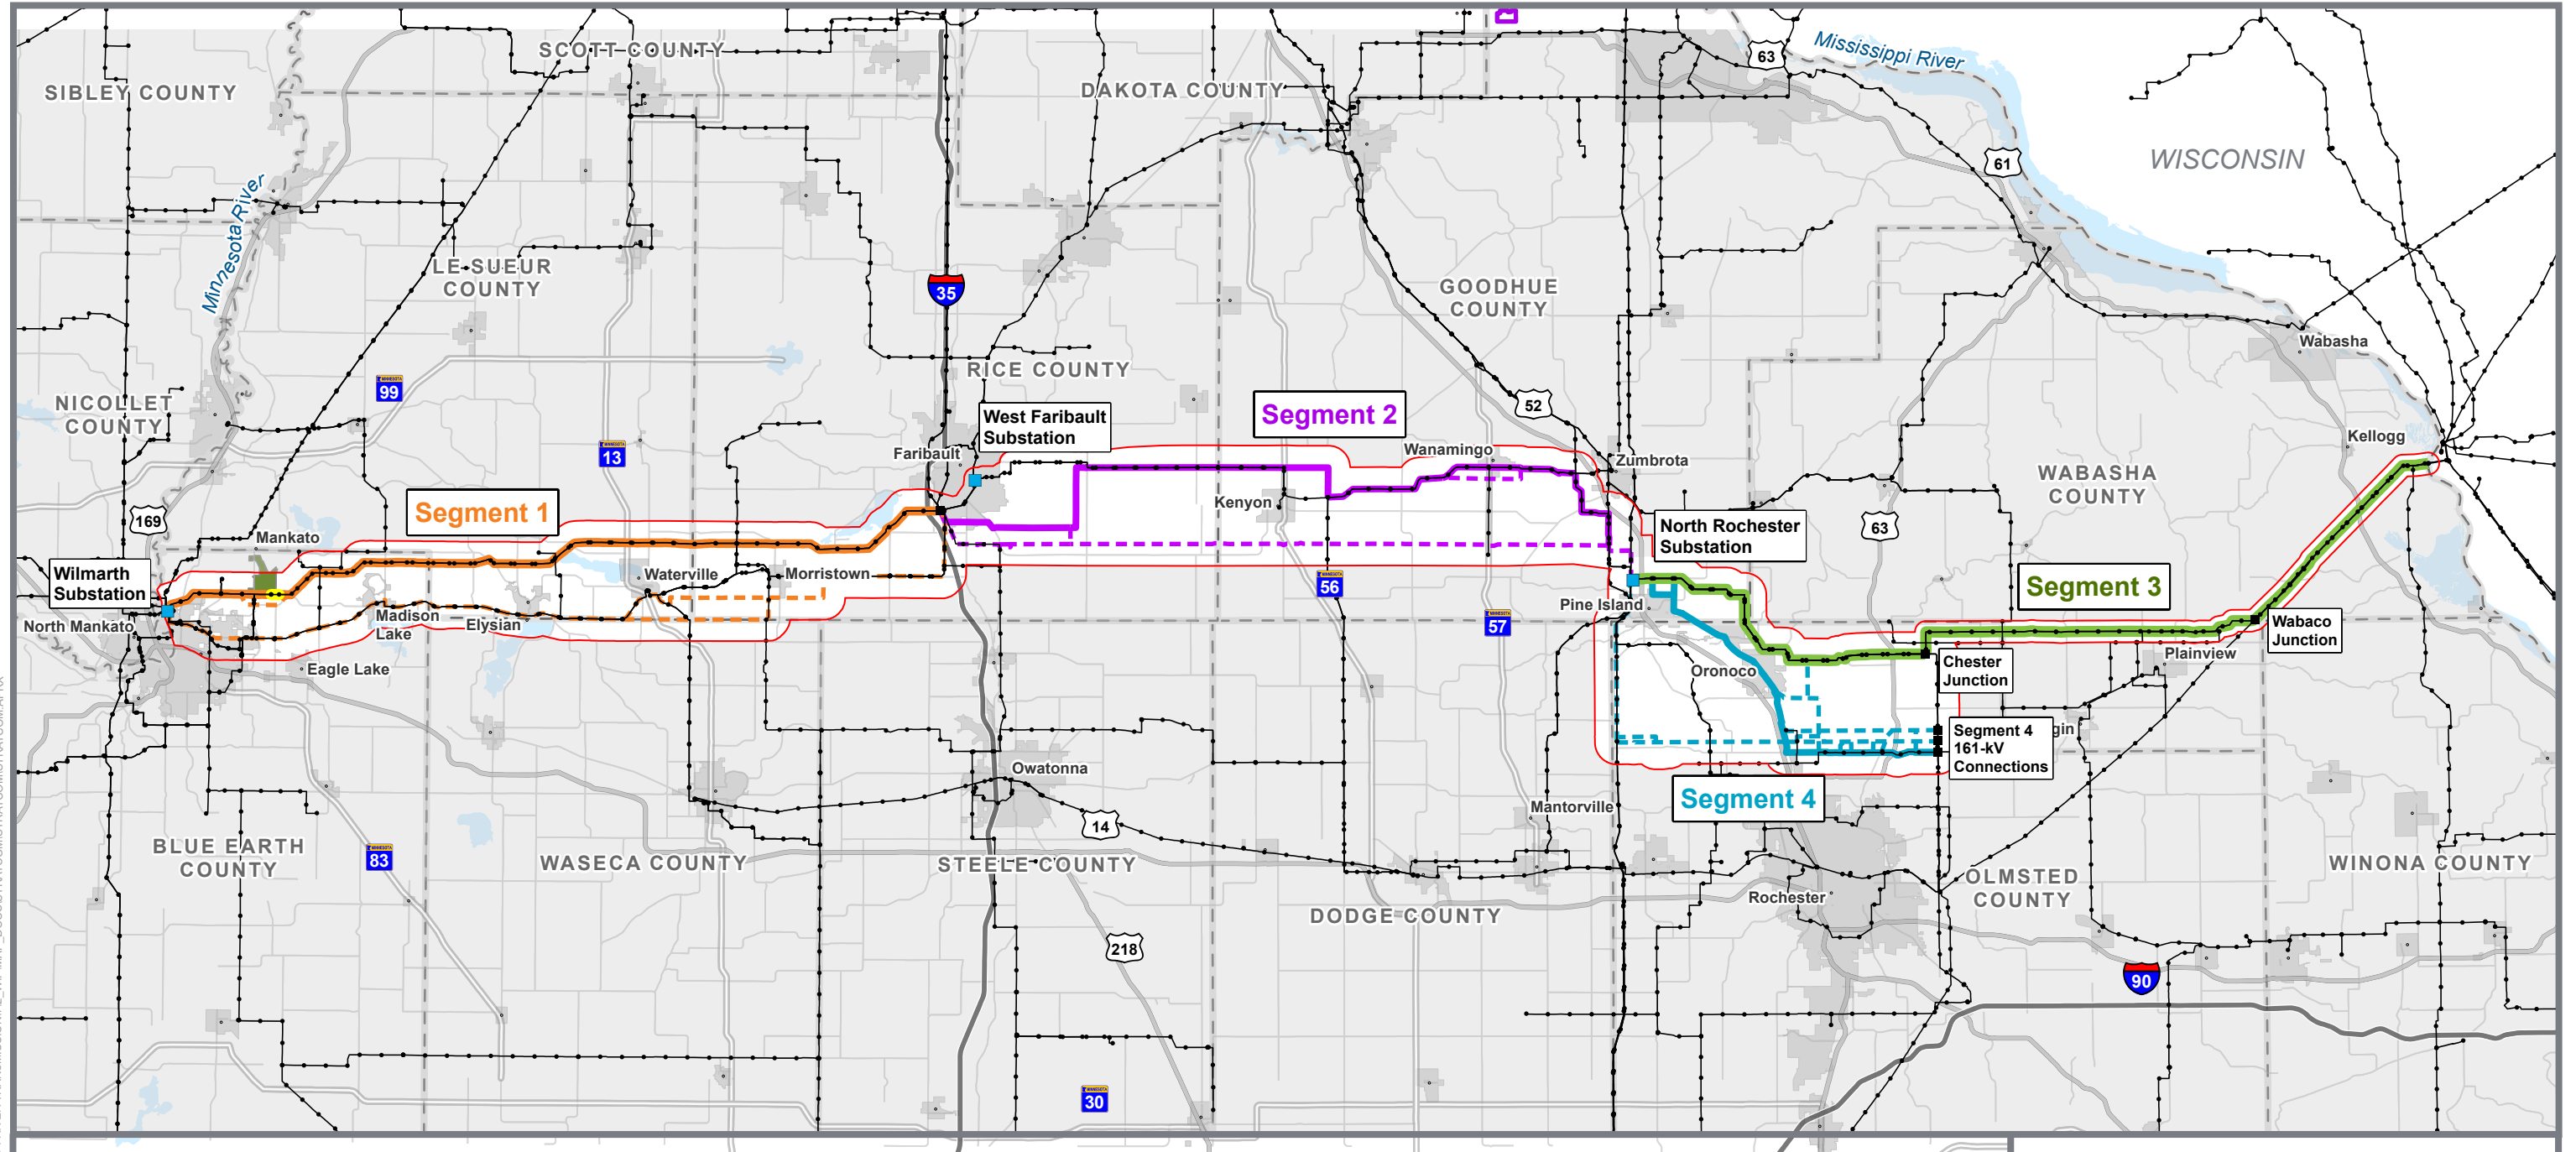 SCOTT COUNTY
SIBLEY COUNTY
DAKOTA COUNTY
63
Mississippi River
61
WISCONSIN
Minnesota River
LE SUEUR
COUNTY
35
GOODHUE
COUNTY
Wabasha
RICE COUNTY
99
NICOLLET
COUNTY
West Faribault
Substation
Segment 2
52
Kellogg
13
Faribault
Wanamingo
Zumbrota
WABASHA
COUNTY
169
Segment 1
Kenyon
63
North Rochester
Substation
Mankato
Wilmarth
Substation
Waterville
Morristown
56
Segment 3
57
Pine Island
North Mankato
Madison
Lake
Elysian
Wabaco
Junction
Eagle Lake
Oronoco
Chester
Junction
Plainview
Segment 4
161-kV
Connections
gin
Owatonna
Segment 4
Mantorville
14
BLUE EARTH
COUNTY
83
WASECA COUNTY
STEELE COUNTY
WINONA COUNTY
OLMSTED
COUNTY
Rochester
DODGE COUNTY
218
90
30